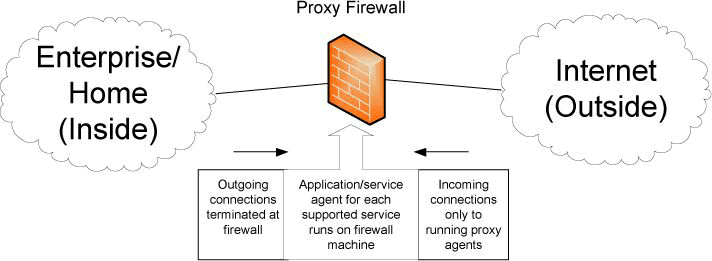 Proxy Firewall
Enterprise/
Home
(Inside)
Internet
(Outside)
Outgoing
connections
terminated at
firewall
Application/service
agent for each
supported service
runs on firewall
machine
Incoming
connections
only to
running proxy
agents